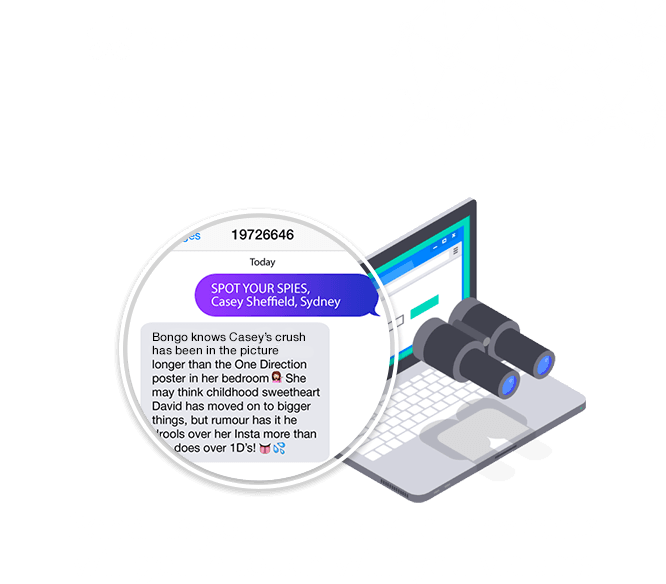 19726646
Today
SPOT YOUR SPIES,
Casey Sheffield, Sydney
Bongo knows Casey's crush
has been in the picture
longer than the One Direction
poster in her bedroom💁🏻 She
may think childhood sweetheart
David has moved on to bigger
things, but rumour has it he
over her Insta more than
does over 1D's! 👅💦